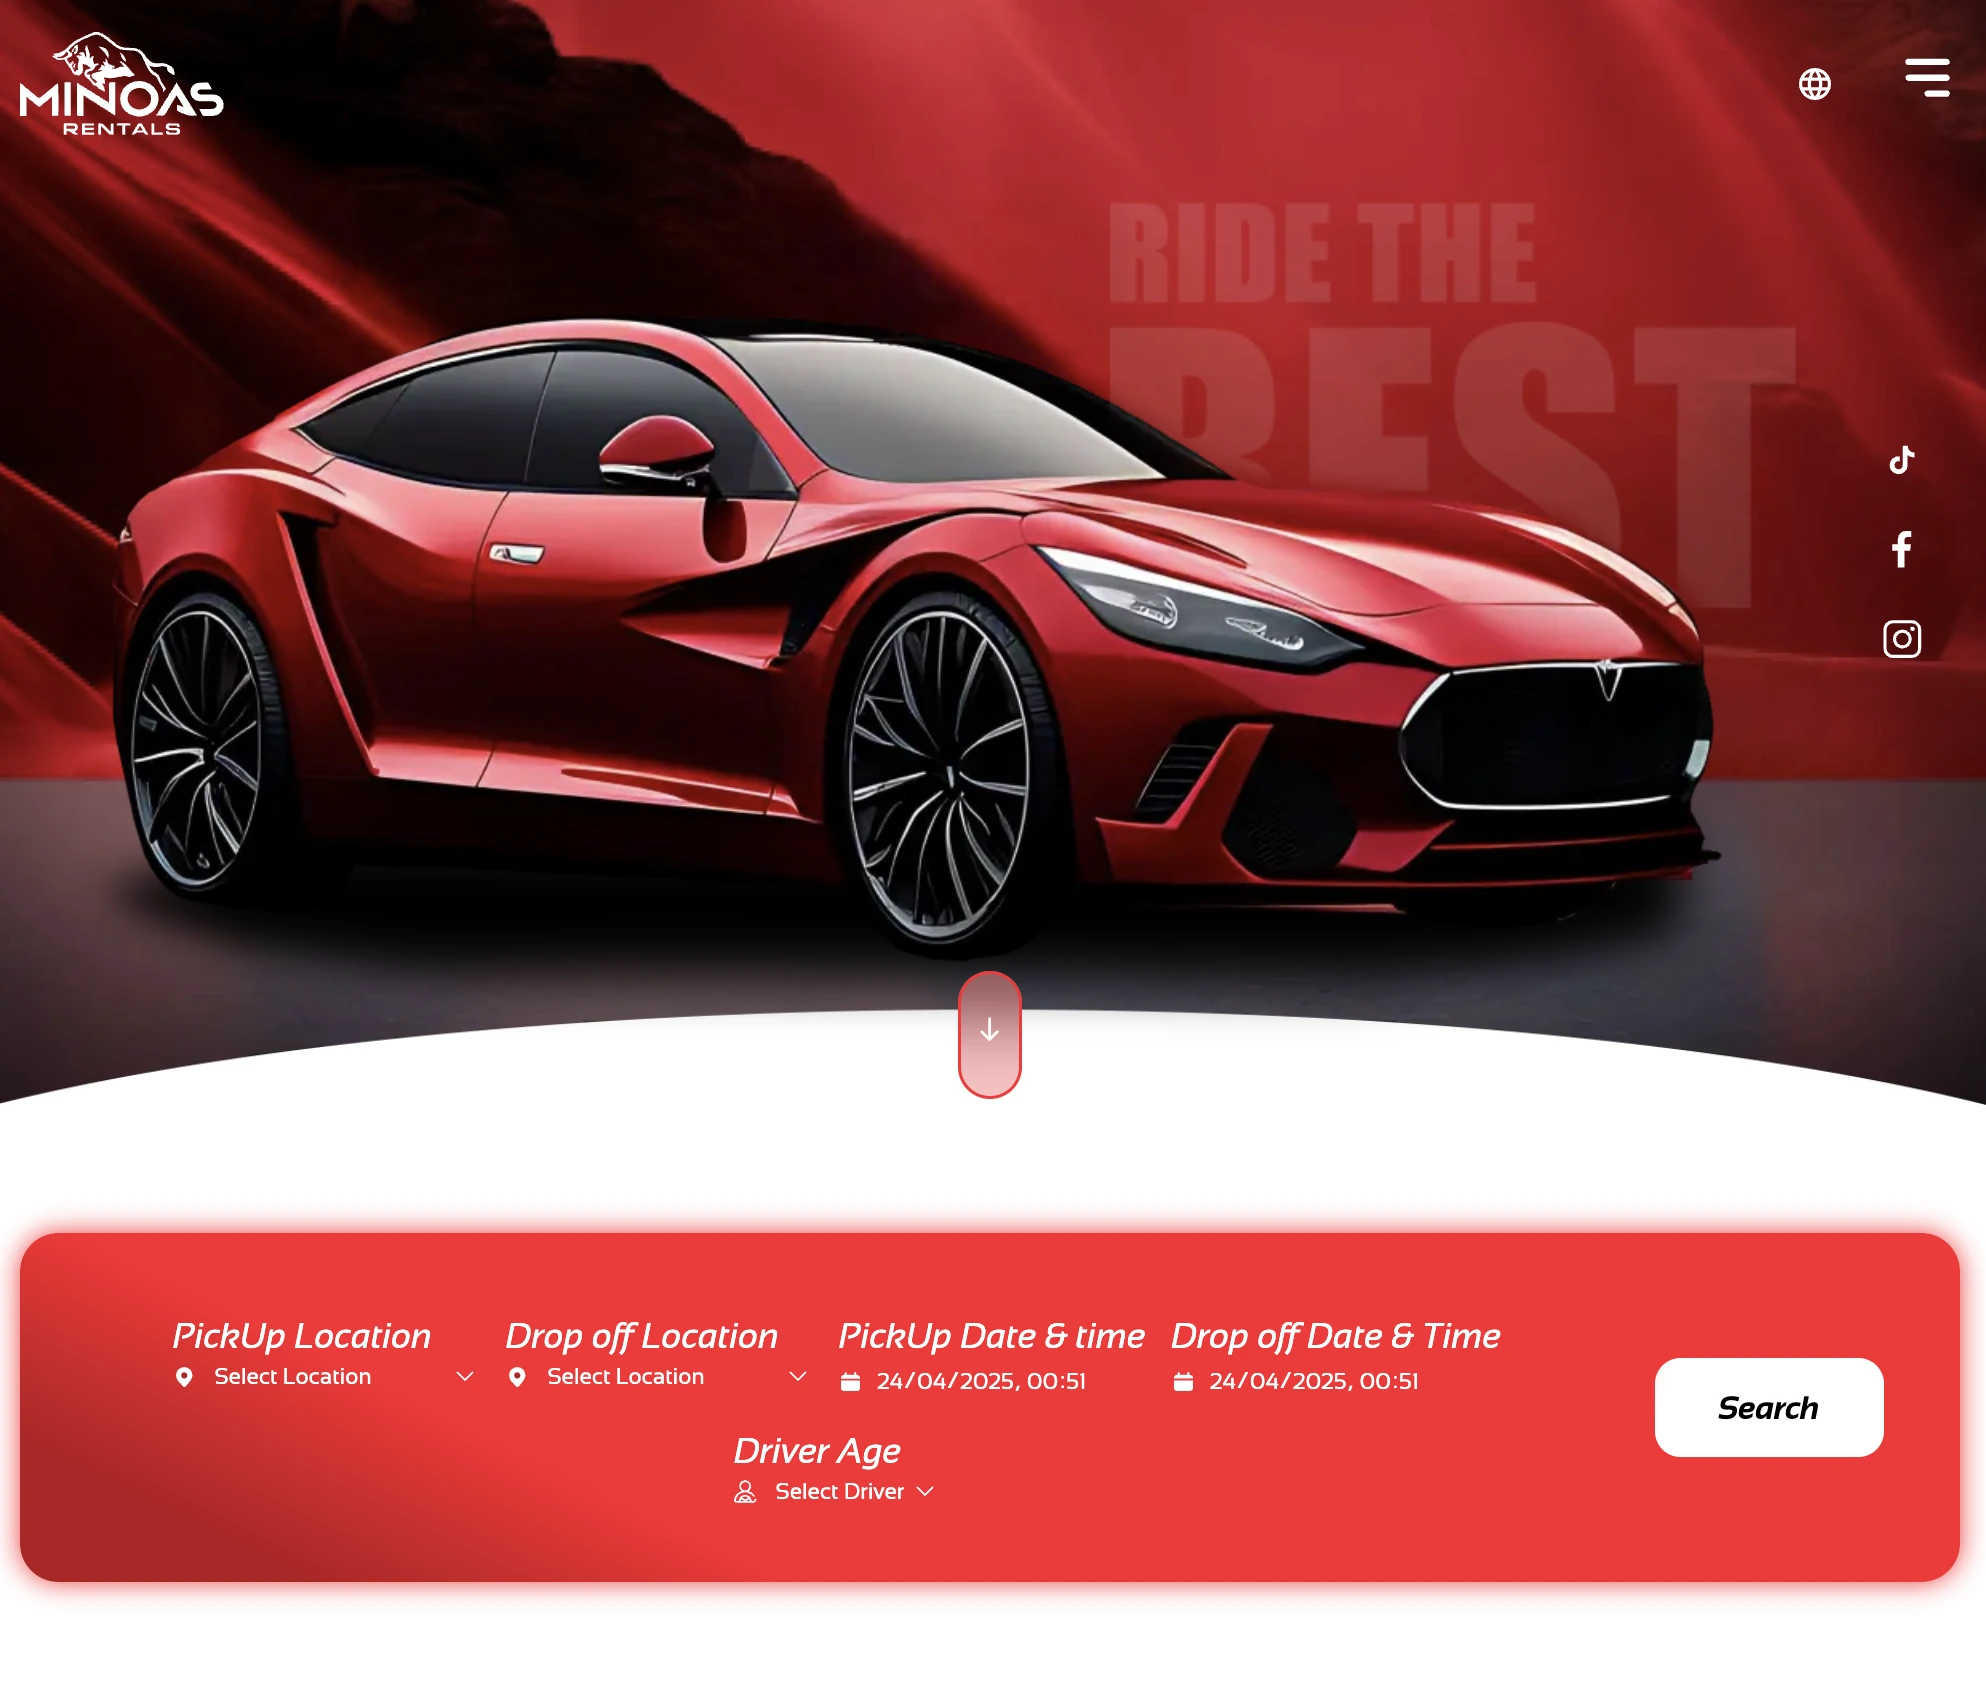 MINOAS
RENTALS
RIDE THE
BEST
PickUp Location
Select Location
Drop off Location
Select Location
PickUp Date & time
24/04/2025, 00:51
Drop off Date & Time
24/04/2025, 00:51
Driver Age
Select Driver
Search